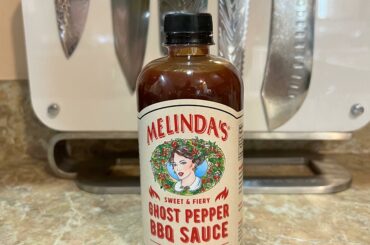 MELINDA'S®
SWEET & FIERY
GHOST PEPPER
BBQ SAUCE